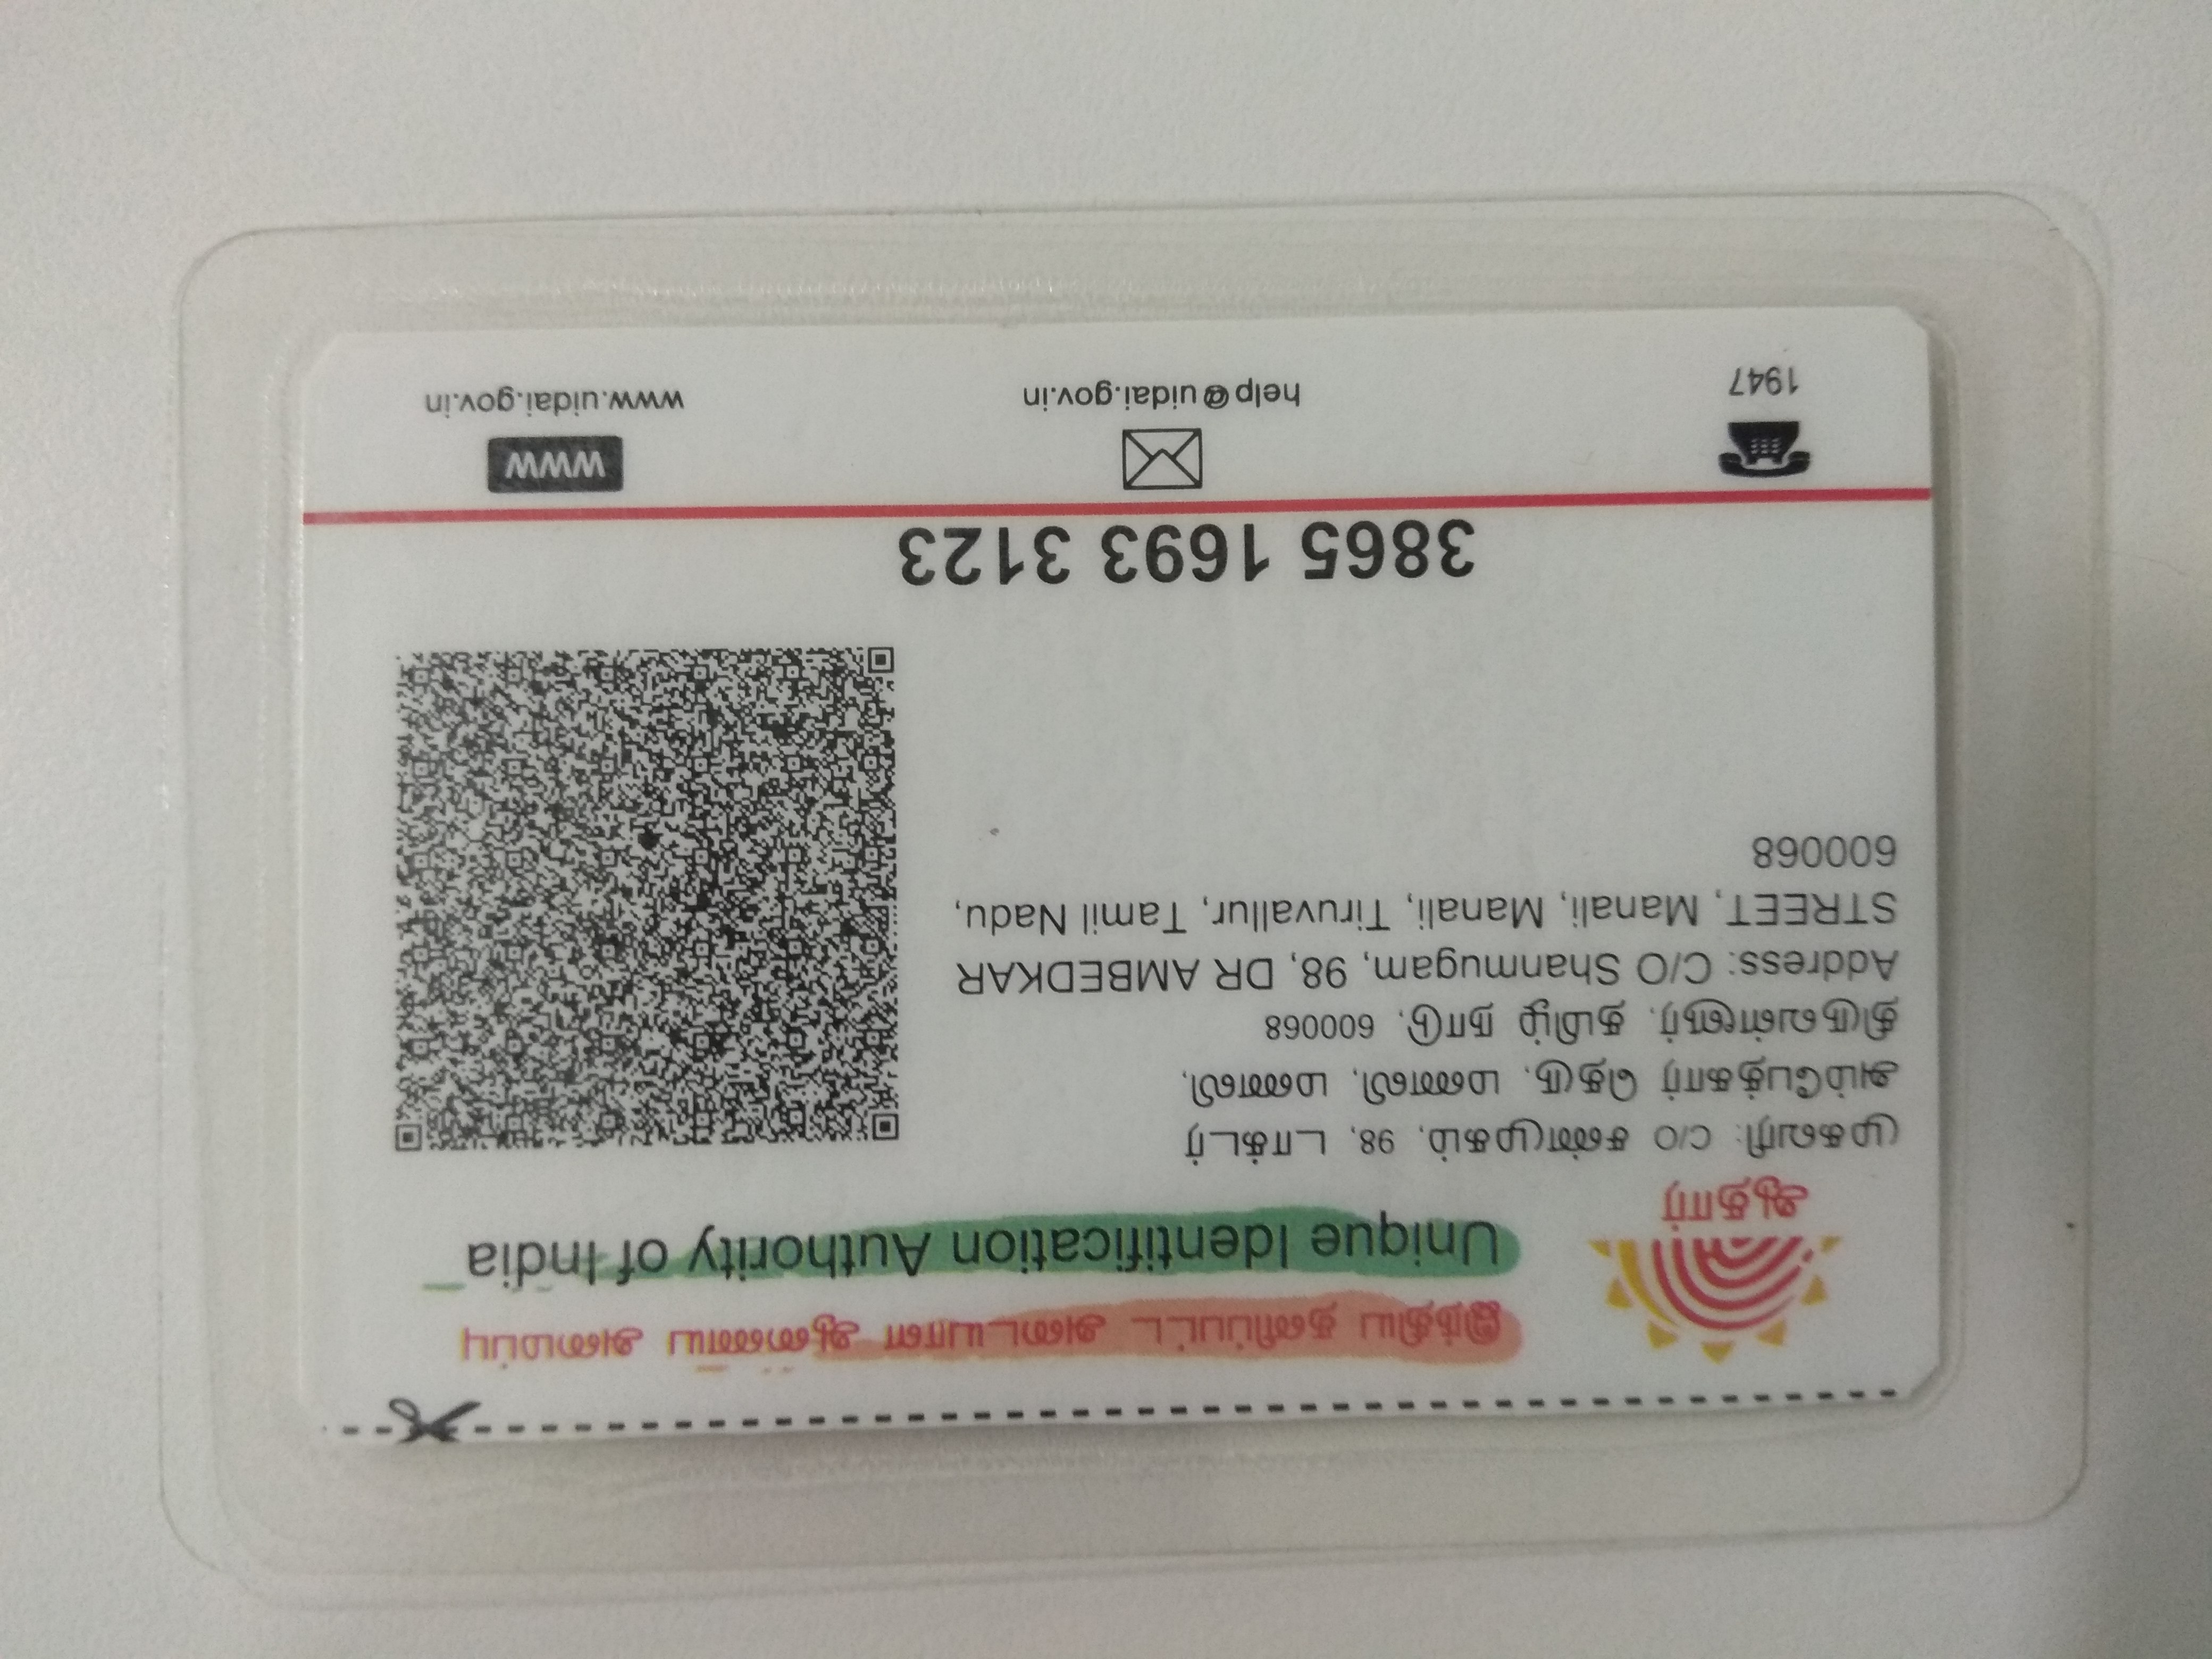 இந்திய தனிப்பட்ட அடையாள ஆணைய அமைப்பு
Unique Identification Authority of India
ஆதார்
முகவரி: C/O சண்முகம், 98, டாக்டர்
அம்பேத்கார் தெரு, மணலி, மணலி,
திருவள்ளூர், தமிழ் நாடு, 600068
Address: C/O Shanmugam, 98, DR AMBEDKAR
STREET, Manali, Manali, Tiruvallur, Tamil Nadu,
600068
3865 1693 3123
WWW
1947
help@uidai.gov.in
www.uidai.gov.in